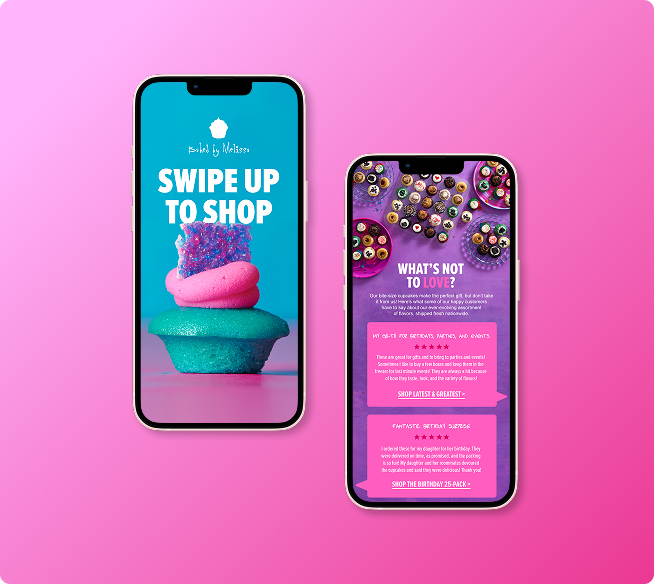 Baked by Melissa
SWIPE UP
TO SHOP
WHAT'S NOT
TO LOVE?
Our bite-size cupcakes make the perfect gift, but don't take
it from us! Here's what some of our happy customers
have to say about our ever-evolving assortment
of flavors, shipped fresh nationwide.
MY GO-TO FOR BIRTHDAYS, PARTIES, AND EVENTS
★★★★★
These are great for gifts and to bring to parties and events!
Sometimes I like to buy a few boxes and keep them in the
freezer for last minute events! They are always a hit because
of how they taste, look, and the variety of flavors!
SHOP LATEST & GREATEST >
FANTASTIC BIRTHDAY SURPRISE
★★★★★
I ordered these for my daughter for her birthday. They
were delivered on time, as promised, and the packing
is so fun! My daughter and her roommates devoured
the cupcakes and said they were delicious! Thank you!
SHOP THE BIRTHDAY 25-PACK >